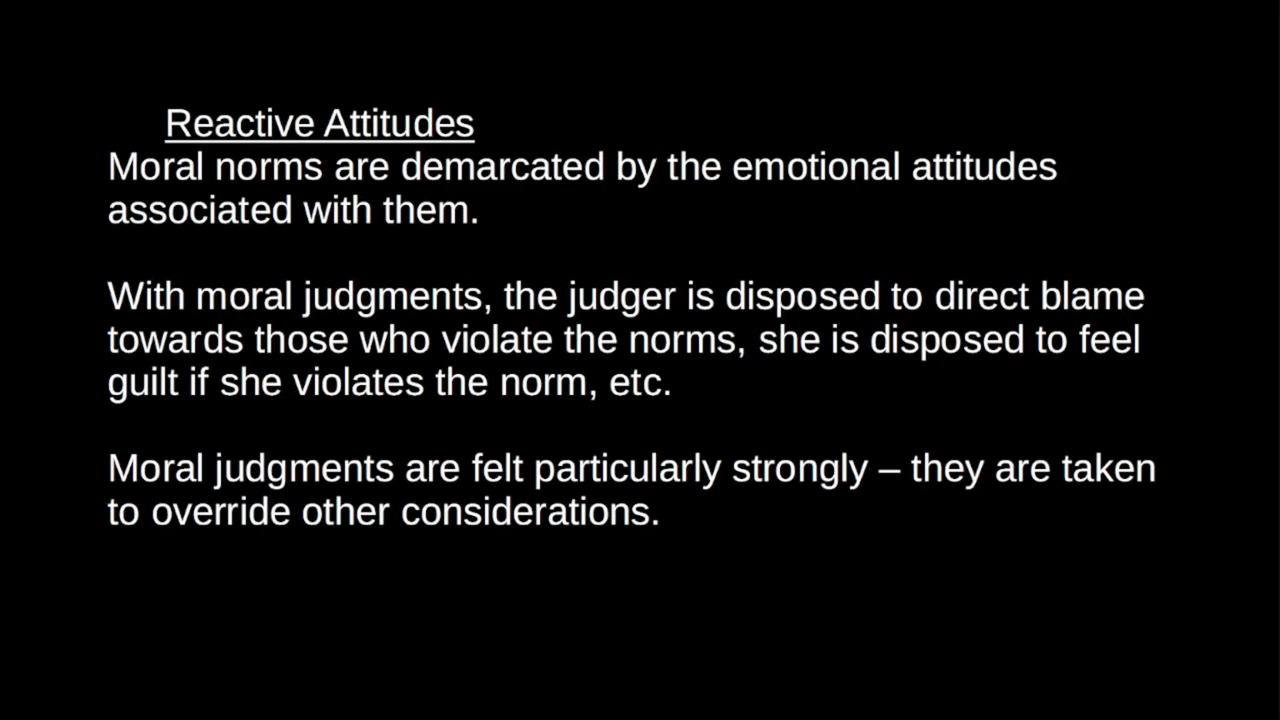 Reactive Attitudes
Moral norms are demarcated by the emotional attitudes
associated with them.
With moral judgments, the judger is disposed to direct blame
towards those who violate the norms, she is disposed to feel
guilt if she violates the norm, etc.
Moral judgments are felt particularly strongly – they are taken
to override other considerations.